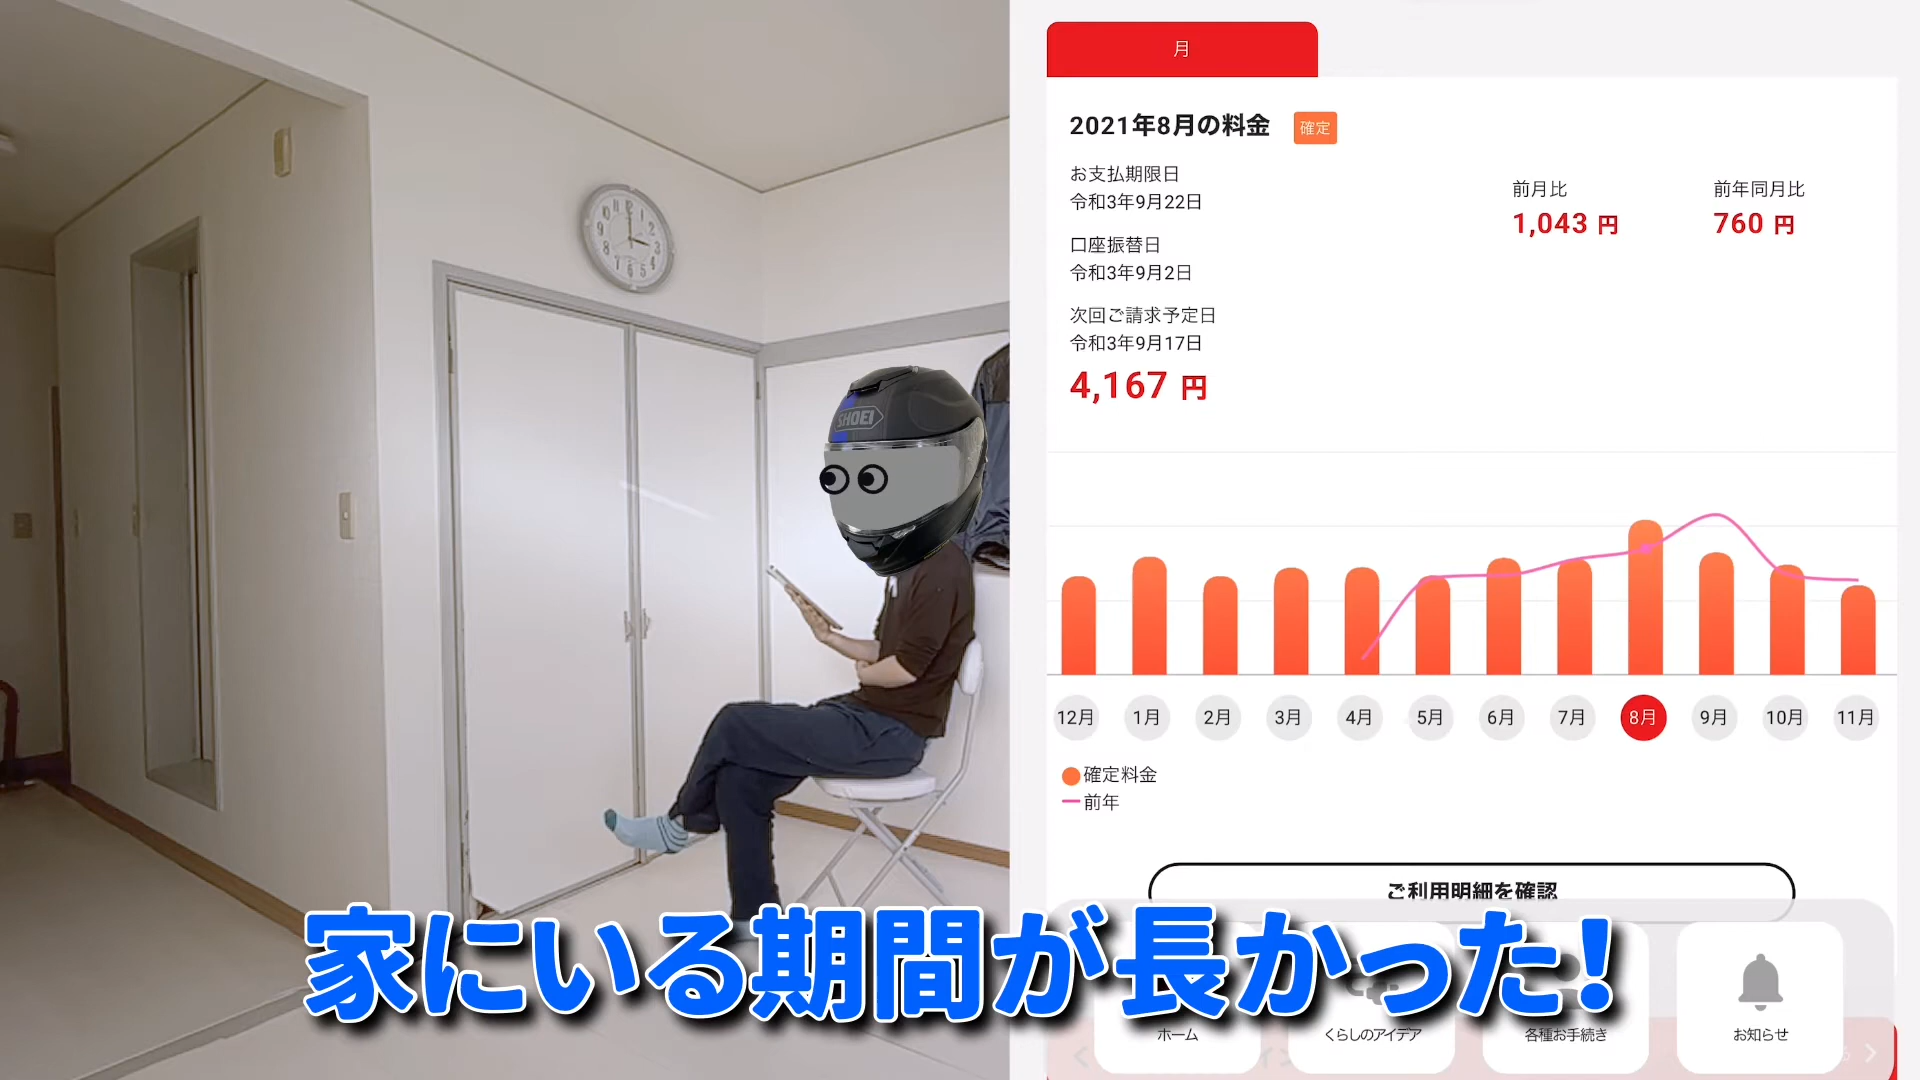 月
2021年8月の料金 確定
お支払期限日
令和3年9月22日
前月比
1,043 円
前年同月比
760 円
口座振替日
令和3年9月2日
次回ご請求予定日
令和3年9月17日
4,167 円
SHOEI
12月 1月 2月 3月 4月 5月 6月 7月 8月 9月 10月 11月
確定料金
前年
ご利用明細を確認
家にいる期間が長かった!
ホーム くらしのアイデア 各種お手続き お知らせ